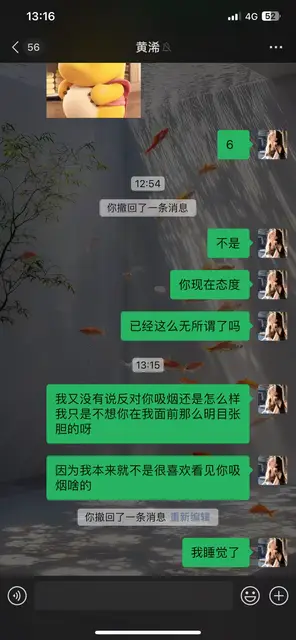 13:16
4G 52
56
黄浠
6
12:54
你撤回了一条消息
不是
你现在态度
已经这么无所谓了吗
13:15
我又没有说反对你吸烟还是怎么样
我只是不想你在我面前那么明目张
胆的呀
因为我本来就不是很喜欢看见你吸
烟啥的
你撤回了一条消息 重新编辑
我睡觉了